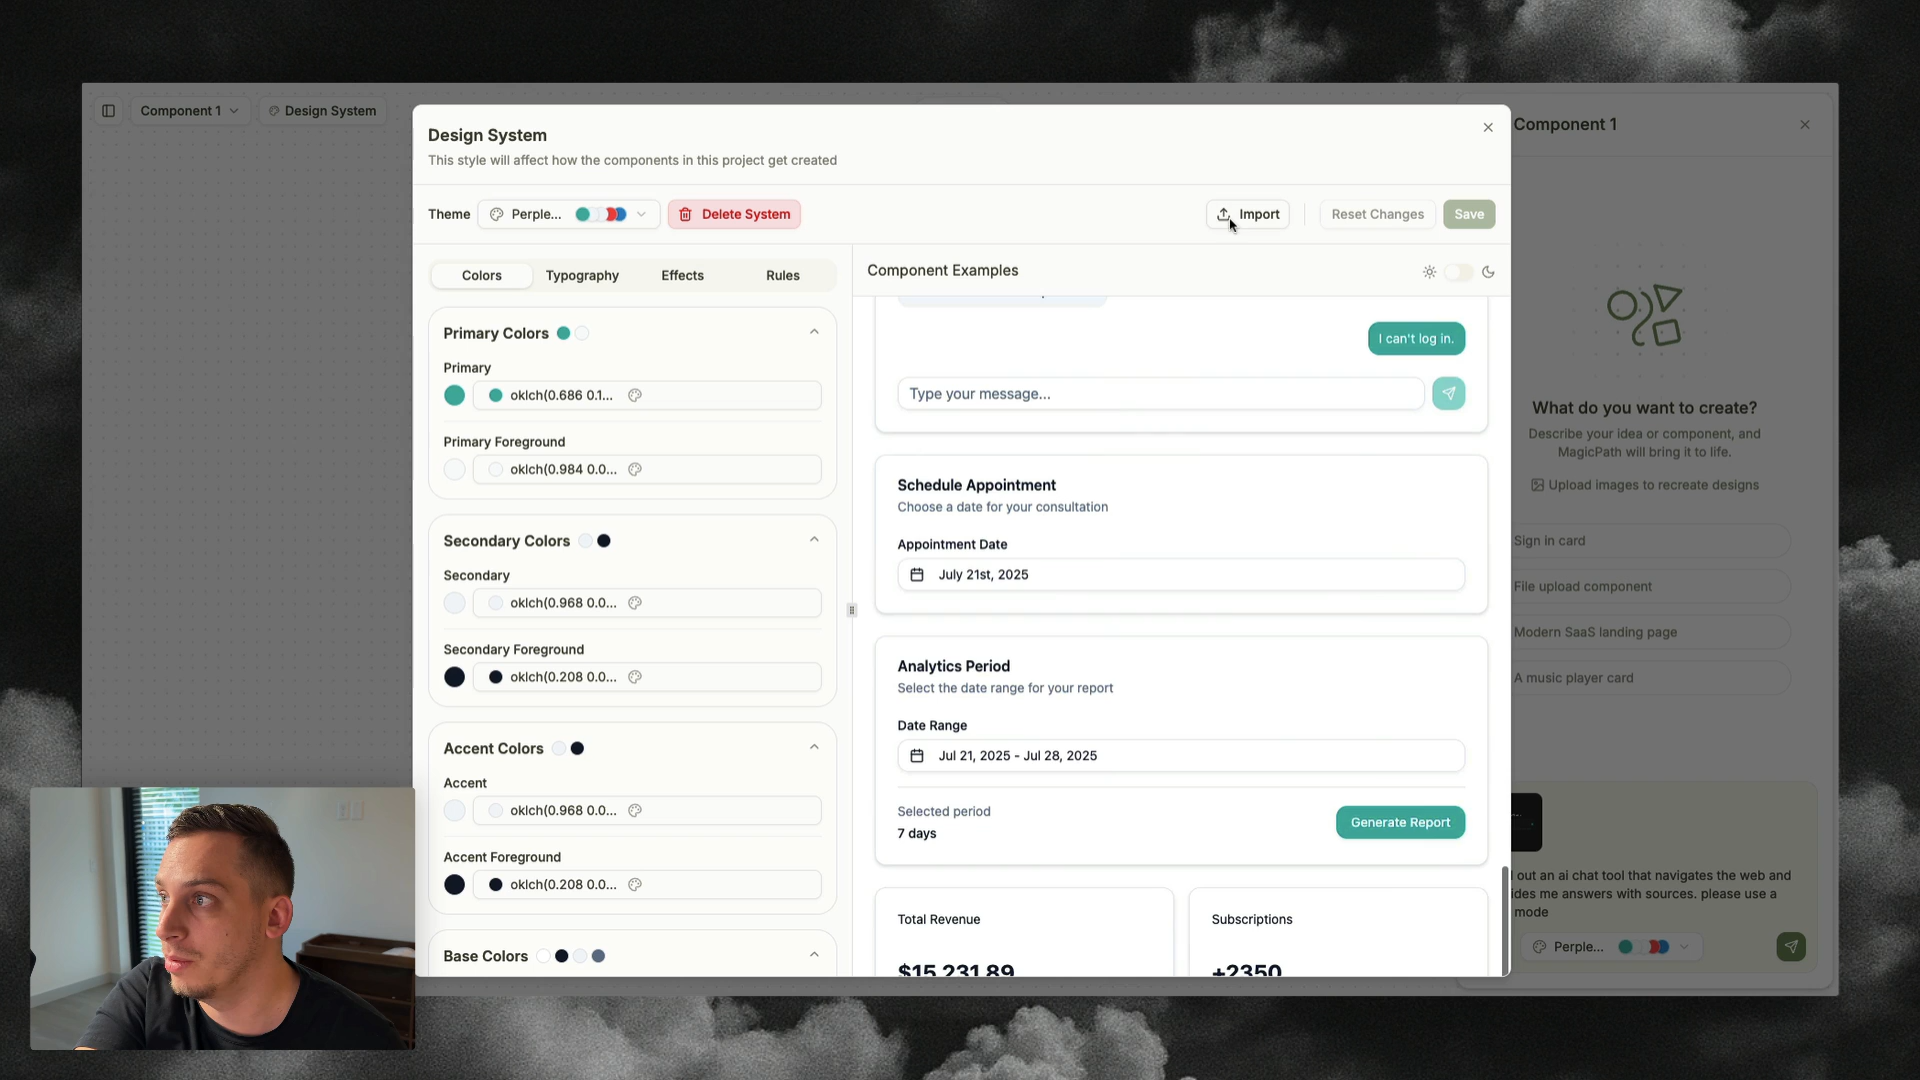 Component 1
Design System
Design System
This style will affect how the components in this project get created
Theme
Perple...
Delete System
Import
Reset Changes
Save
Colors
Typography
Effects
Rules
Primary Colors
Primary
oklch(0.686 0.1...
Primary Foreground
oklch(0.984 0.0...
Secondary Colors
Secondary
oklch(0.968 0.0...
Secondary Foreground
oklch(0.208 0.0...
Accent Colors
Accent
oklch(0.968 0.0...
Accent Foreground
oklch(0.208 0.0...
Base Colors
Component Examples
I can't log in.
Type your message...
Schedule Appointment
Choose a date for your consultation
Appointment Date
July 21st, 2025
Analytics Period
Select the date range for your report
Date Range
Jul 21, 2025 - Jul 28, 2025
Selected period
7 days
Generate Report
Total Revenue
$15,231.89
Subscriptions
+2350
Component 1
What do you want to create?
Describe your idea or component, and
MagicPath will bring it to life.
Upload images to recreate designs
Sign in card
File upload component
Modern SaaS landing page
A music player card
out an ai chat tool that navigates the web and
ides me answers with sources. please use a
mode
Perple...